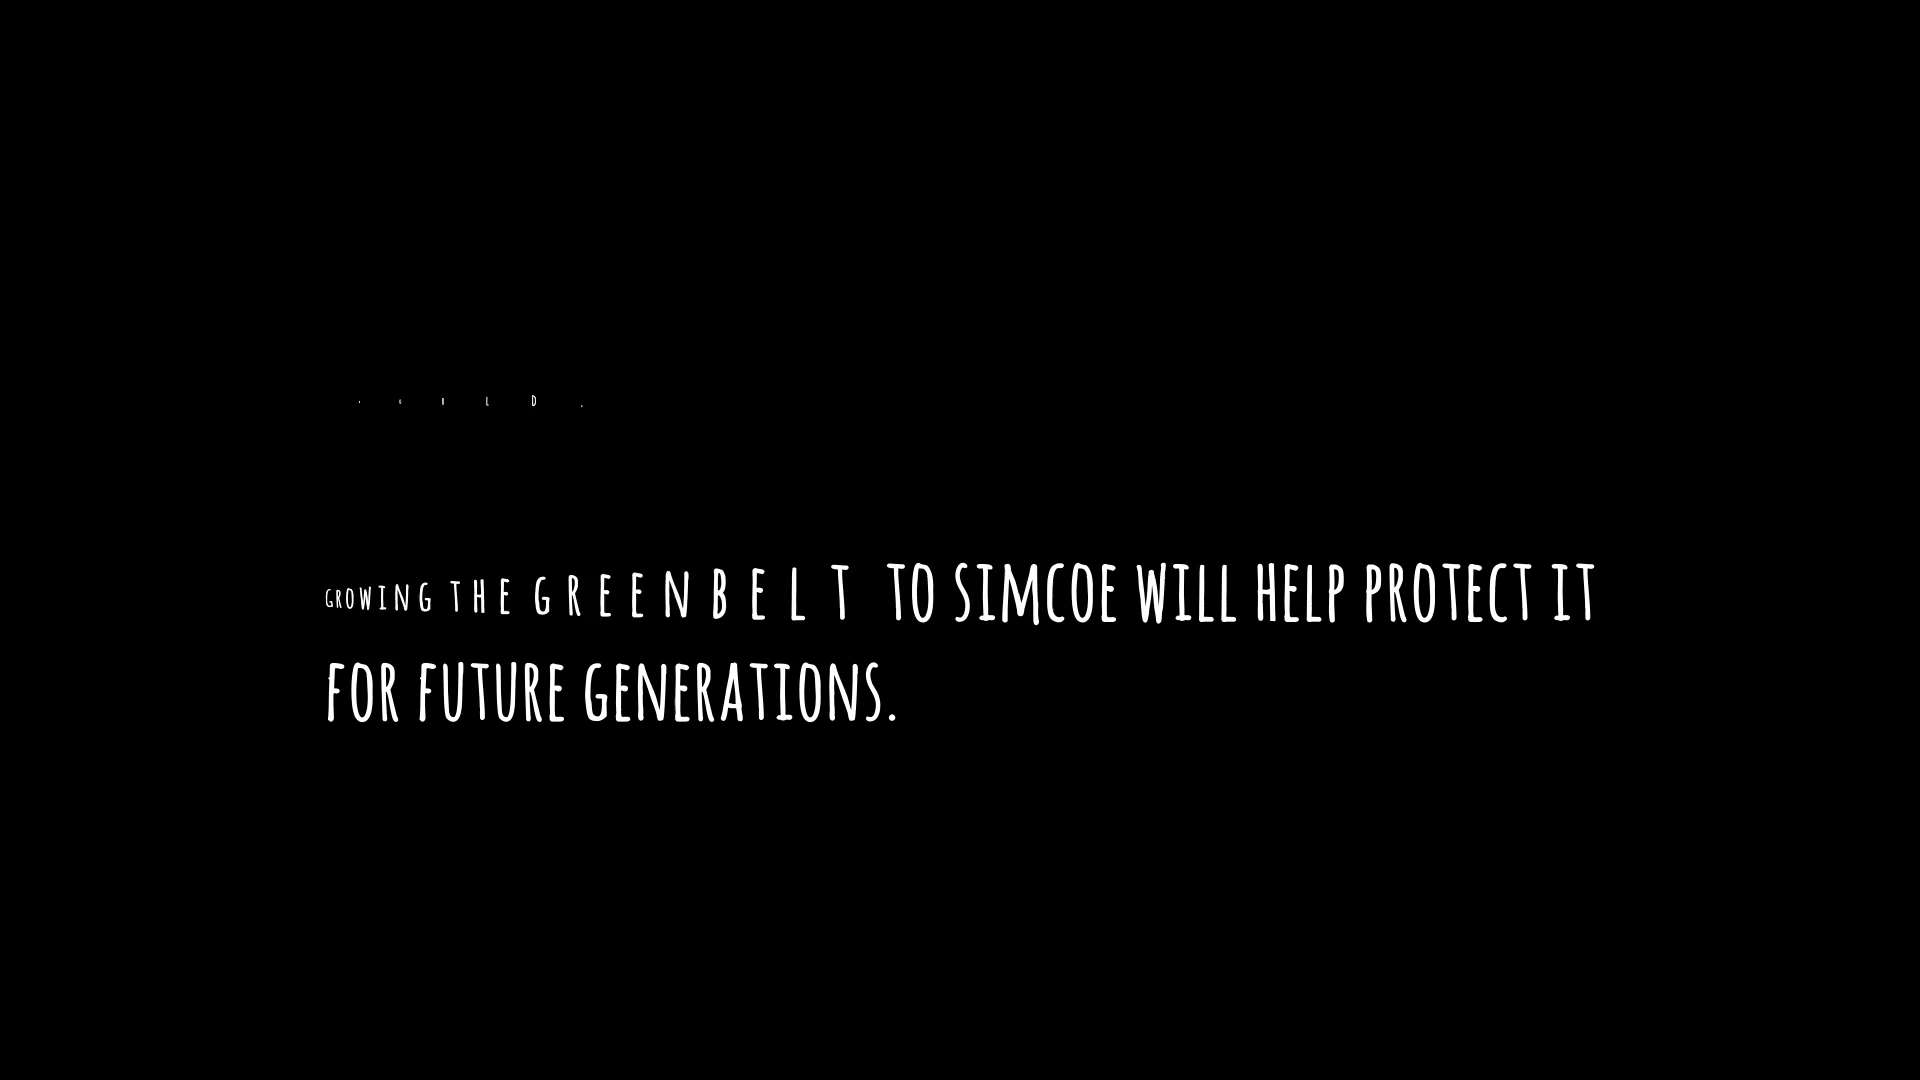 GROWING THE GREENBELT TO SIMCOE WILL HELP PROTECT IT
FOR FUTURE GENERATIONS.